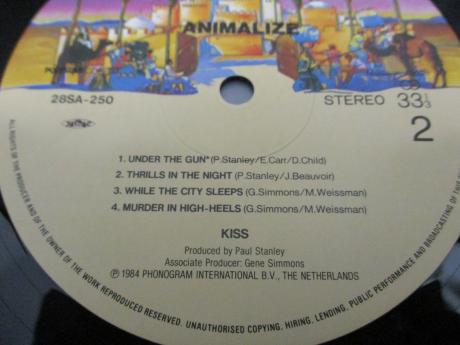 ANIMALIZE
28SA-250
STEREO 33⅓
2
1. UNDER THE GUN* (P.Stanley/E.Carr/D.Child)
2. THRILLS IN THE NIGHT (P.Stanley/J.Beauvoir)
3. WHILE THE CITY SLEEPS (G.Simmons/M.Weissman)
4. MURDER IN HIGH-HEELS (G.Simmons/M.Weissman)
KISS
Produced by Paul Stanley
Associate Producer: Gene Simmons
Ⓟ 1984 PHONOGRAM INTERNATIONAL B.V., THE NETHERLANDS
ALL RIGHTS OF THE PRODUCER AND OF THE OWNER OF THE WORK REPRODUCED RESERVED. UNAUTHORISED COPYING, HIRING, LENDING, PUBLIC PERFORMANCE AND BROADCASTING OF THIS